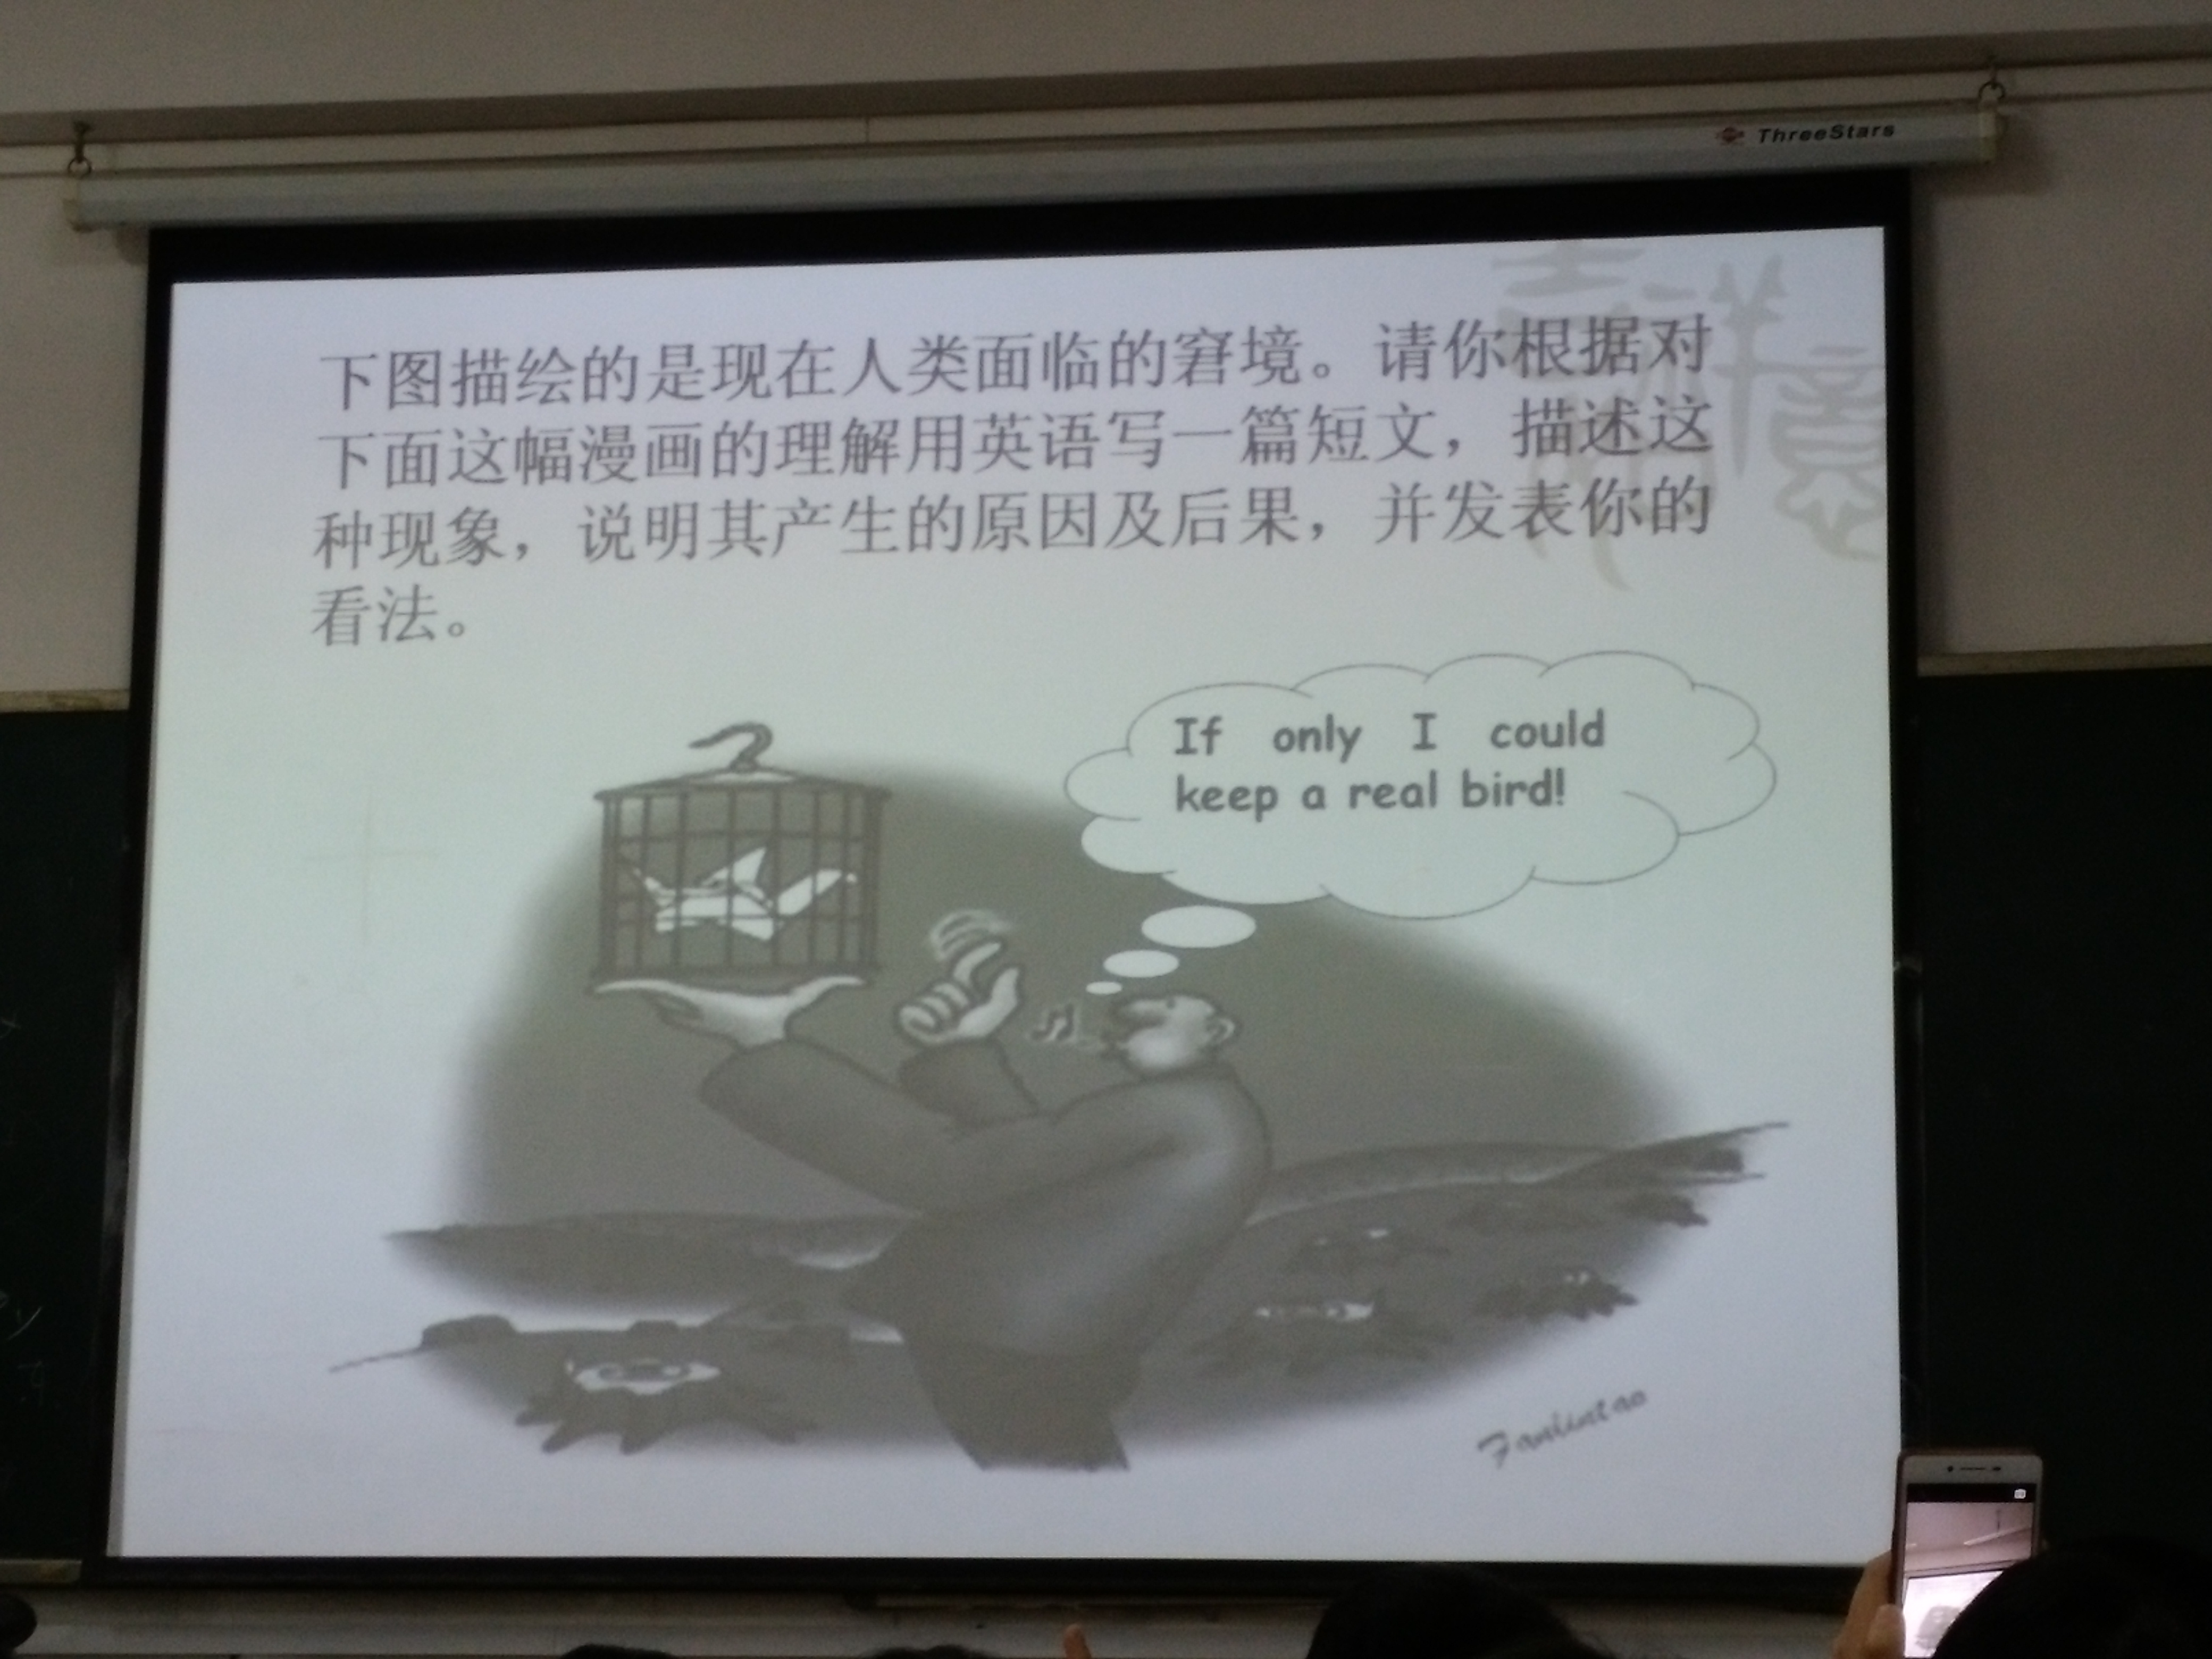 ThreeStars
下图描绘的是现在人类面临的窘境。请你根据对
下面这幅漫画的理解用英语写一篇短文，描述这
种现象，说明其产生的原因及后果，并发表你的
看法。
If only I could
keep a real bird!
Fanlintao